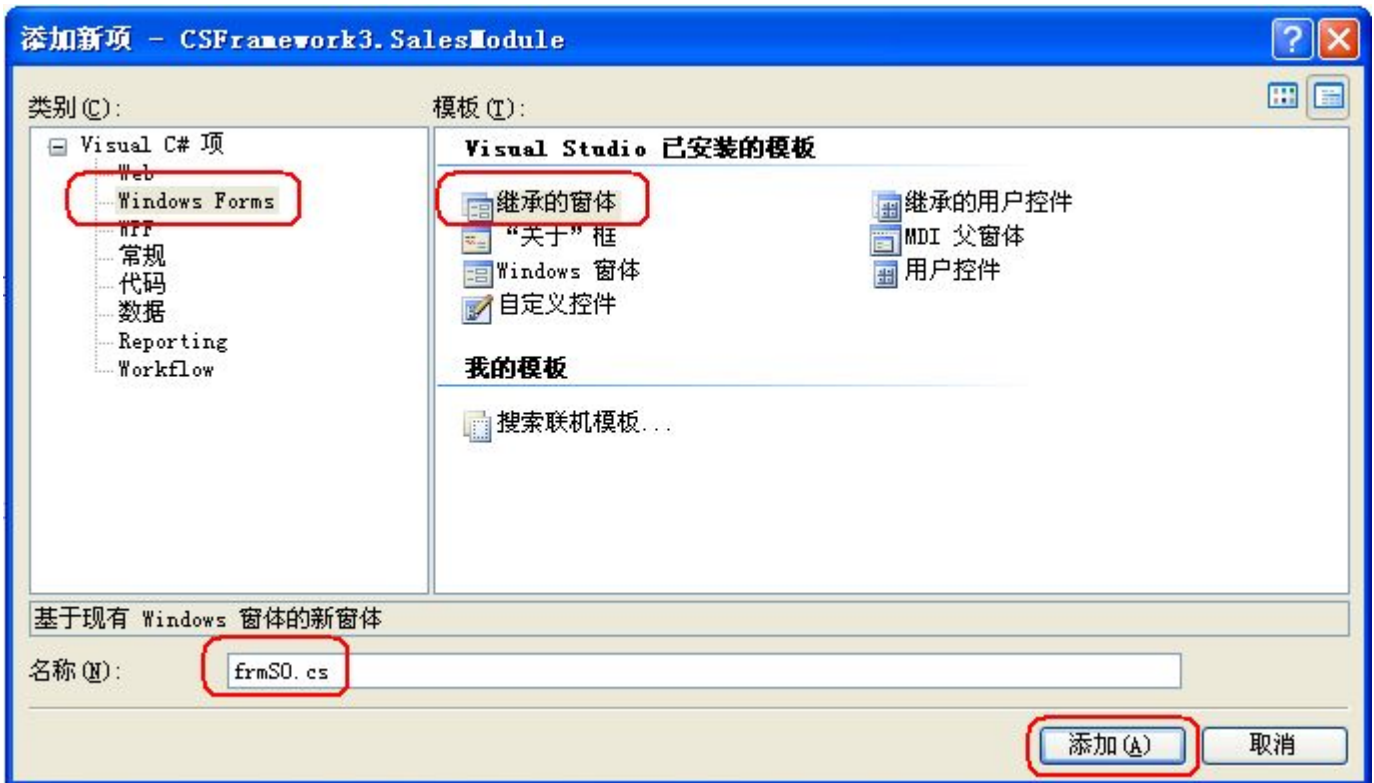 添加新项 - CSFramework3.SalesModule
类别(C):
模板(T):
Visual C# 项
Web
Windows Forms
WPF
常规
代码
数据
Reporting
Workflow
Visual Studio 已安装的模板
继承的窗体
继承的用户控件
“关于”框
MDI 父窗体
Windows 窗体
用户控件
自定义控件
我的模板
搜索联机模板...
基于现有 Windows 窗体的新窗体
名称(N):
frmSO.cs
添加(A)
取消